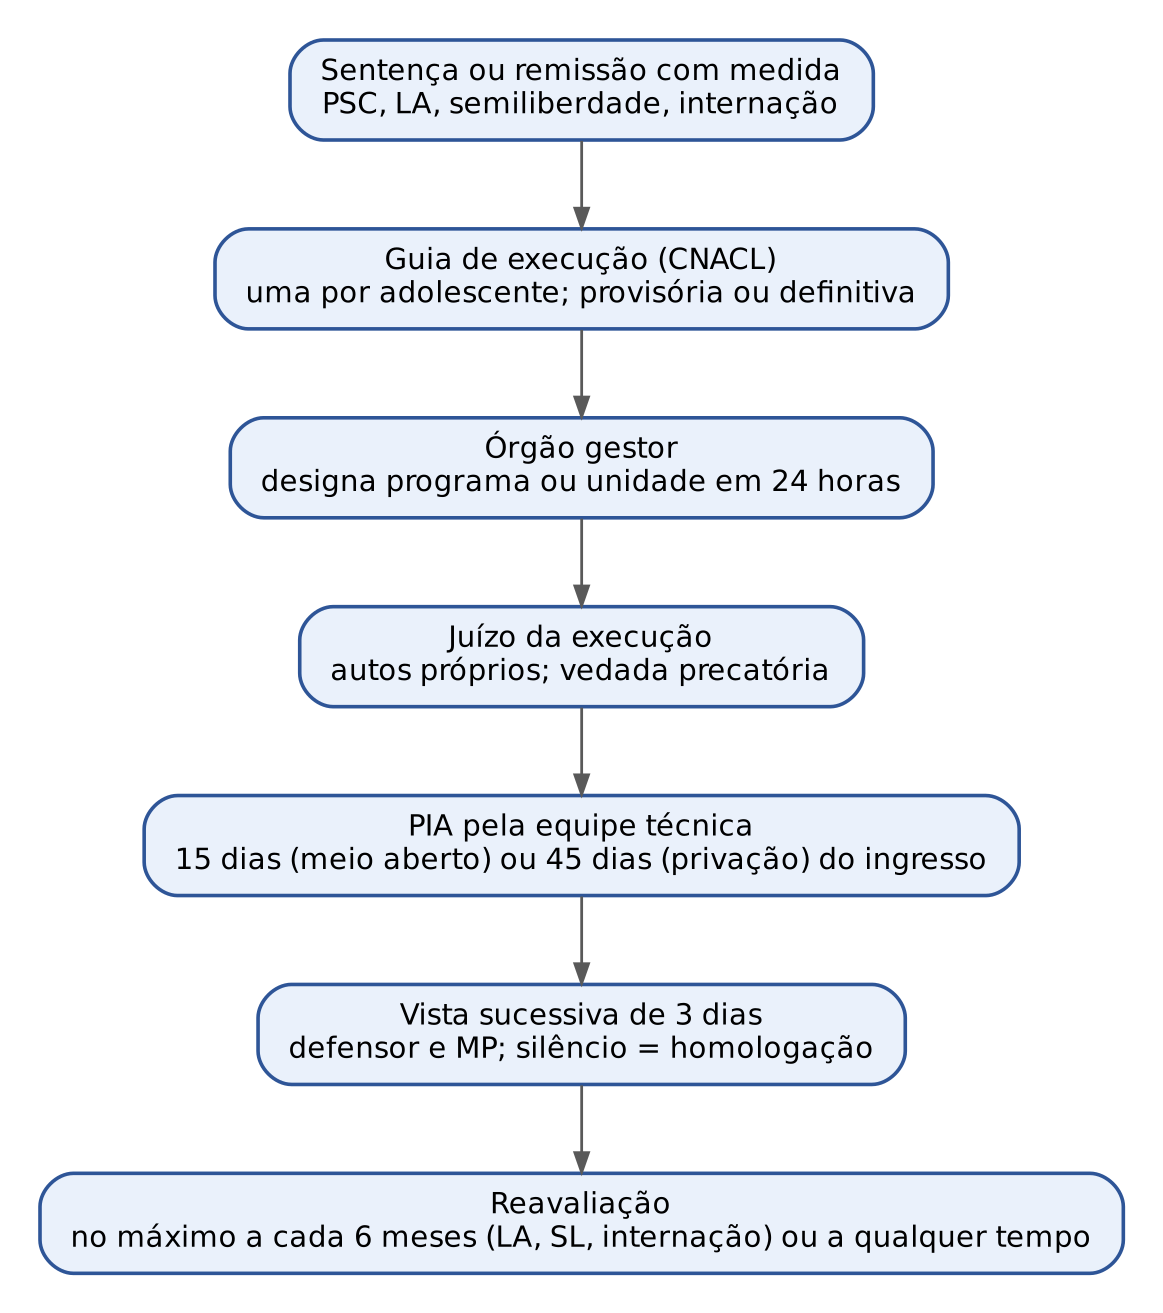 Sentença ou remissão com medida
PSC, LA, semiliberdade, internação
Guia de execução (CNACL)
uma por adolescente; provisória ou definitiva
Órgão gestor
designa programa ou unidade em 24 horas
Juízo da execução
autos próprios; vedada precatória
PIA pela equipe técnica
15 dias (meio aberto) ou 45 dias (privação) do ingresso
Vista sucessiva de 3 dias
defensor e MP; silêncio = homologação
Reavaliação
no máximo a cada 6 meses (LA, SL, internação) ou a qualquer tempo